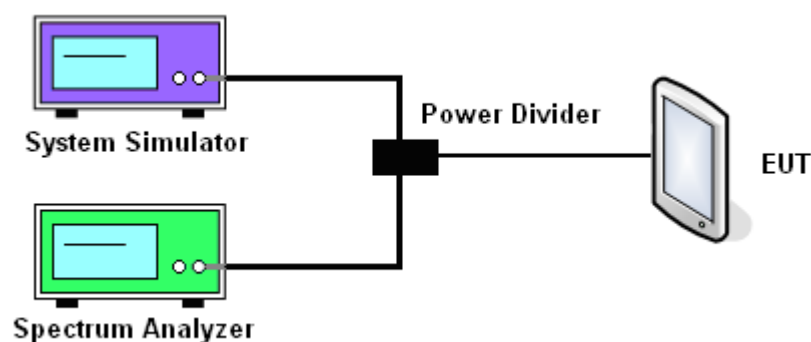 System Simulator
Power Divider
EUT
Spectrum Analyzer